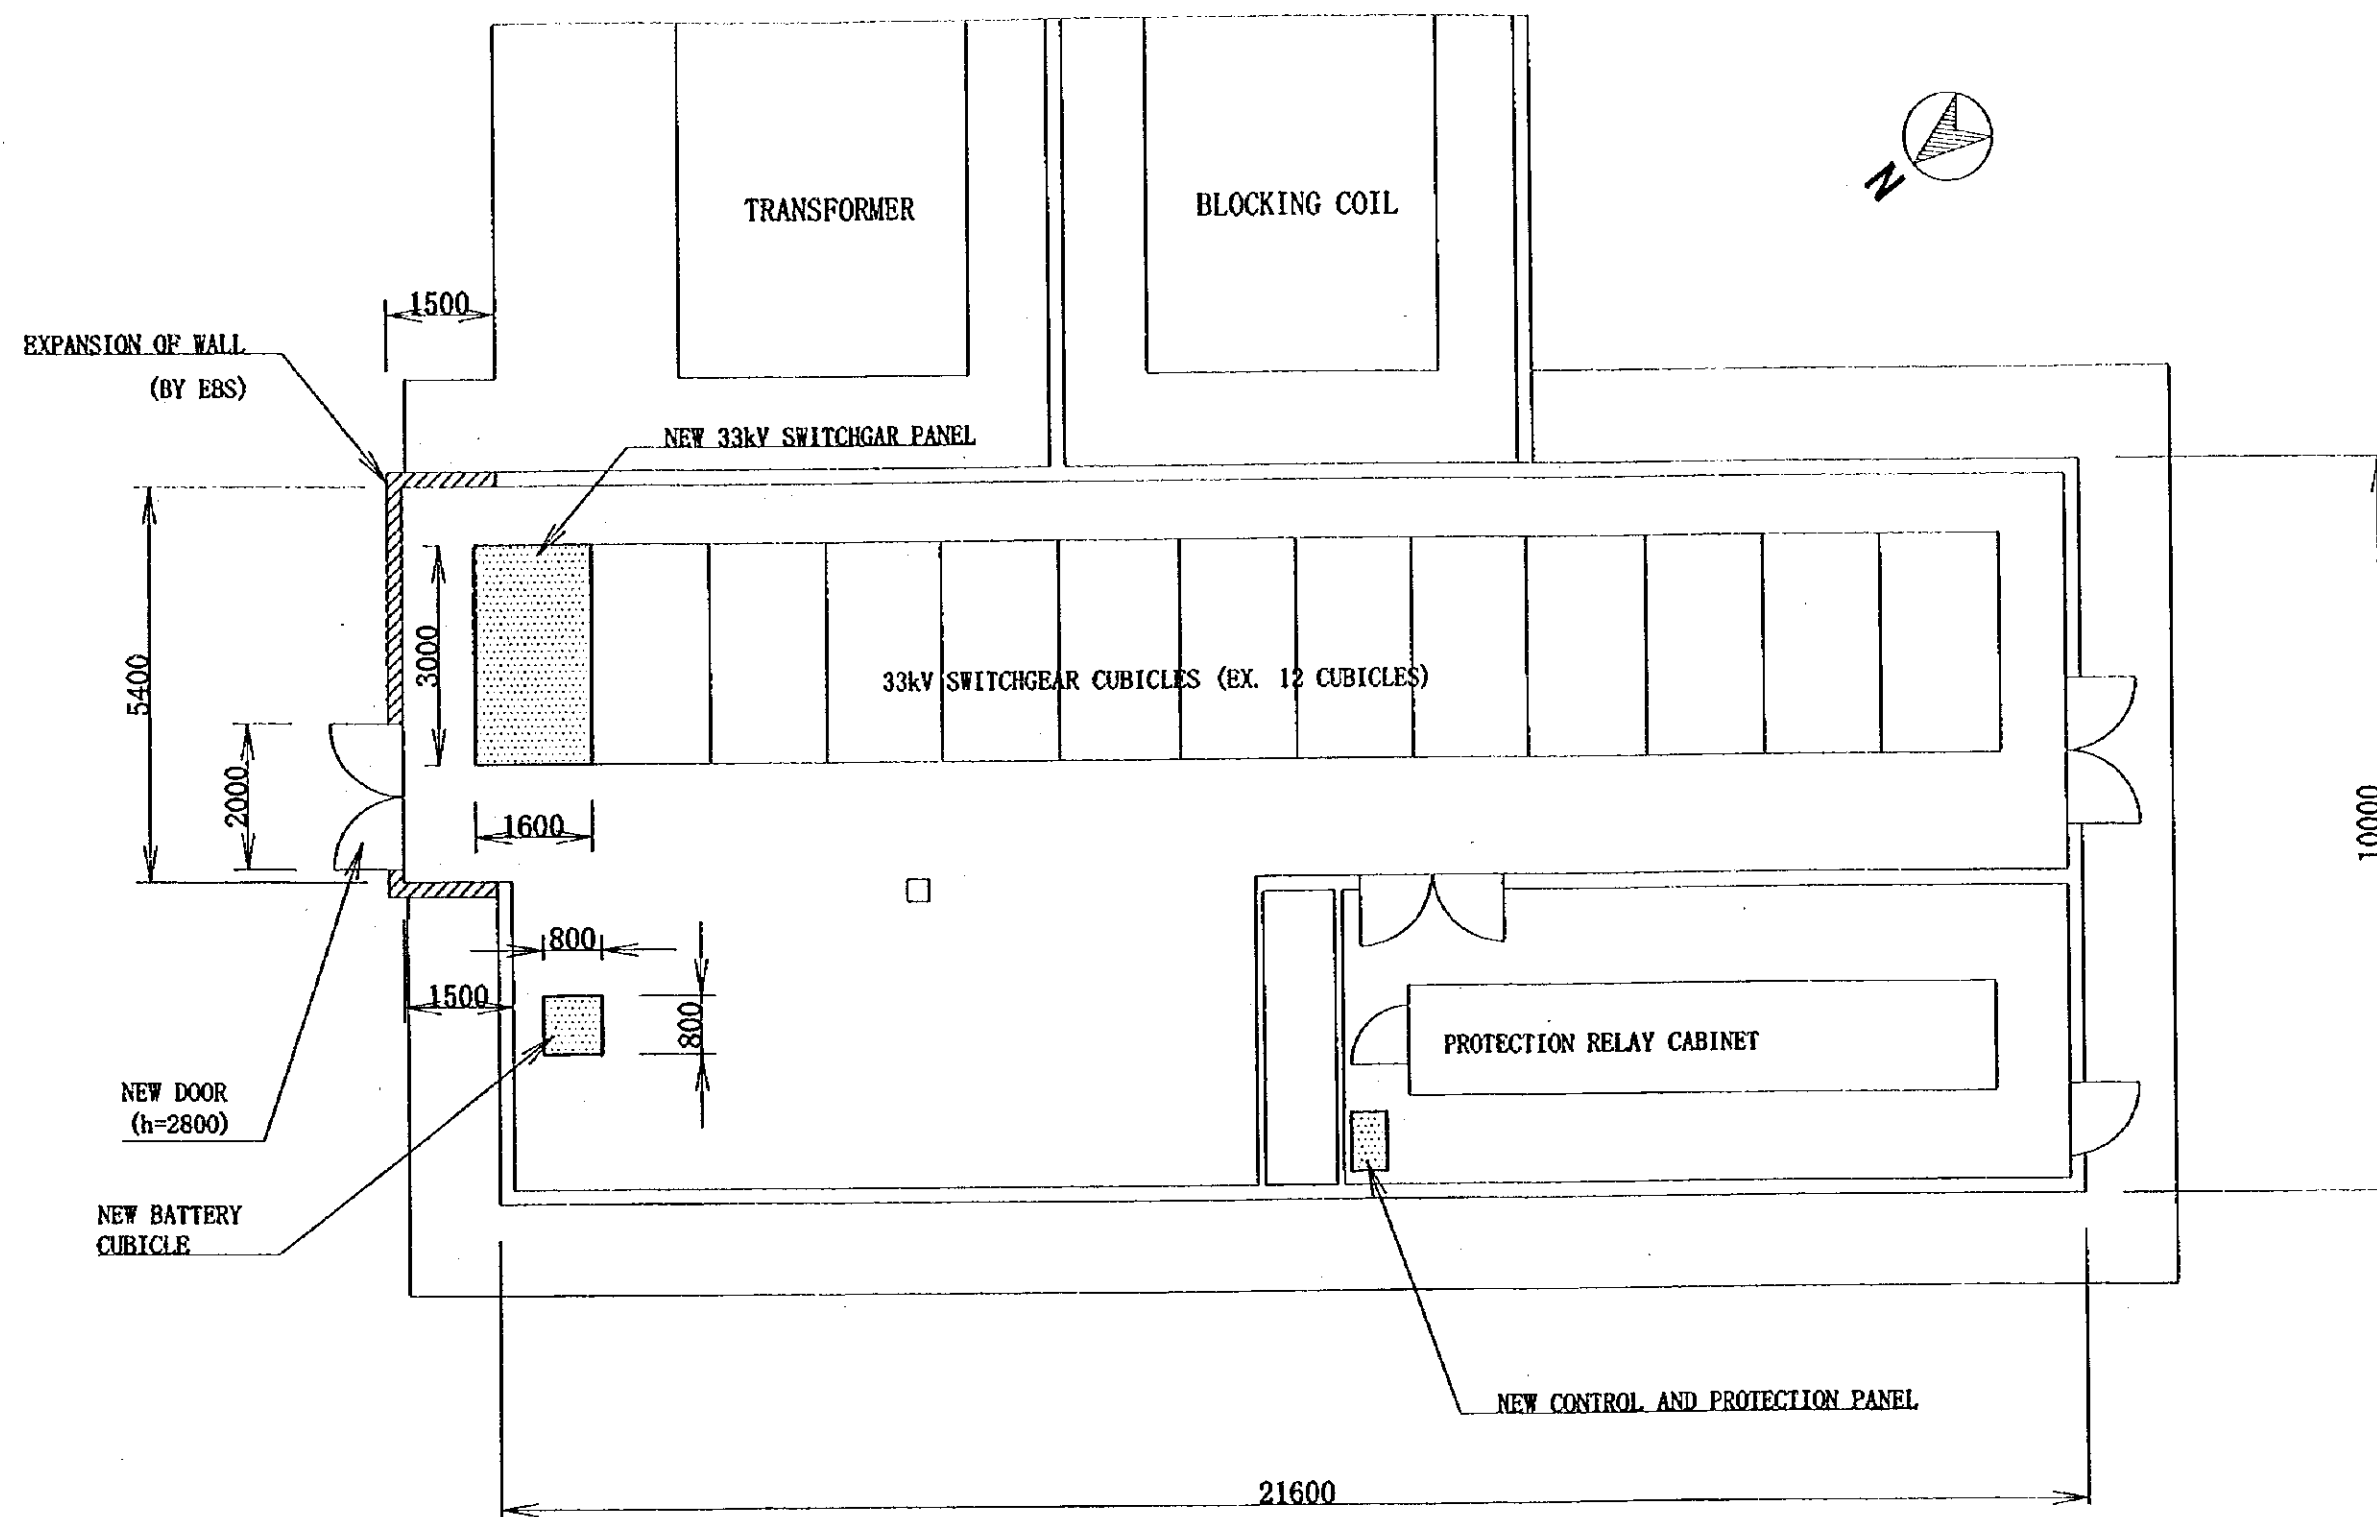 TRANSFORMER
BLOCKING COIL
N
1500
EXPANSION OF WALL
(BY EBS)
NEW 33kV SWITCHGAR PANEL
5400
3000
33kV SWITCHGEAR CUBICLES (EX. 12 CUBICLES)
2000
1600
10000
800
1500
800
PROTECTION RELAY CABINET
NEW DOOR
(h=2800)
NEW BATTERY
CUBICLE
NEW CONTROL AND PROTECTION PANEL
21600